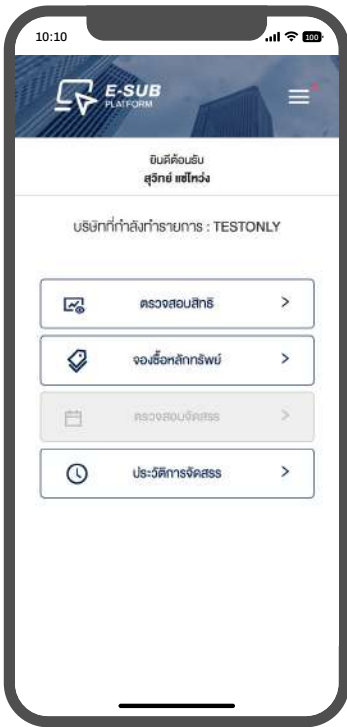 10:10
100
E-SUB
PLATFORM
ยินดีต้อนรับ
สุวิทย์ แซ่ไหว่ง
บริษัทที่กำลังทำรายการ : TESTONLY
ตรวจสอบสิทธิ
จองซื้อหลักทรัพย์
ตรวจสอบจัดสรร
ประวัติการจัดสรร